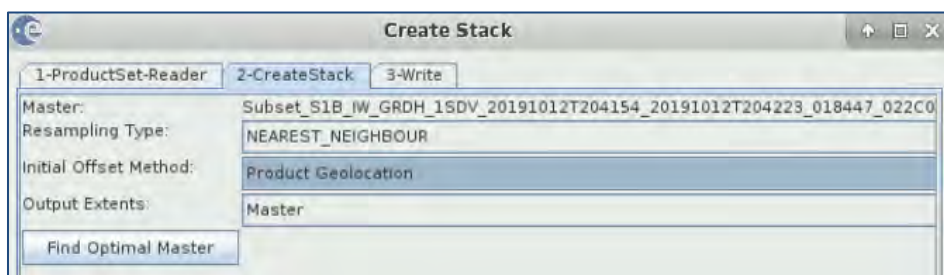 Create Stack
1-ProductSet-Reader 2-CreateStack 3-Write
Master: Subset_S1B_IW_GRDH_1SDV_20191012T204154_20191012T204223_018447_022C0
Resampling Type: NEAREST_NEIGHBOUR
Initial Offset Method: Product Geolocation
Output Extents: Master
Find Optimal Master